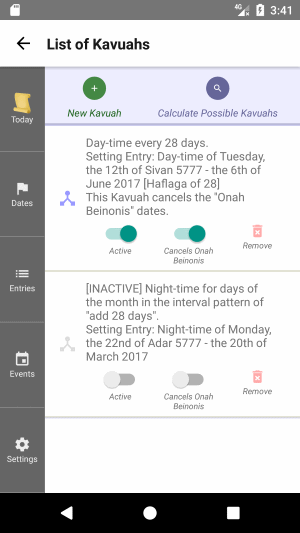 4G
3:41
List of Kavuahs
Today
Dates
Entries
Events
Settings
New Kavuah
Calculate Possible Kavuahs
Day-time every 28 days.
Setting Entry: Day-time of Tuesday,
the 12th of Sivan 5777 - the 6th of
June 2017 [Haflaga of 28]
This Kavuah cancels the "Onah
Beinonis" dates.
Active
Cancels Onah
Beinonis
Remove
[INACTIVE] Night-time for days of
the month in the interval pattern of
"add 28 days".
Setting Entry: Night-time of Monday,
the 22nd of Adar 5777 - the 20th of
March 2017
Active
Cancels Onah
Beinonis
Remove